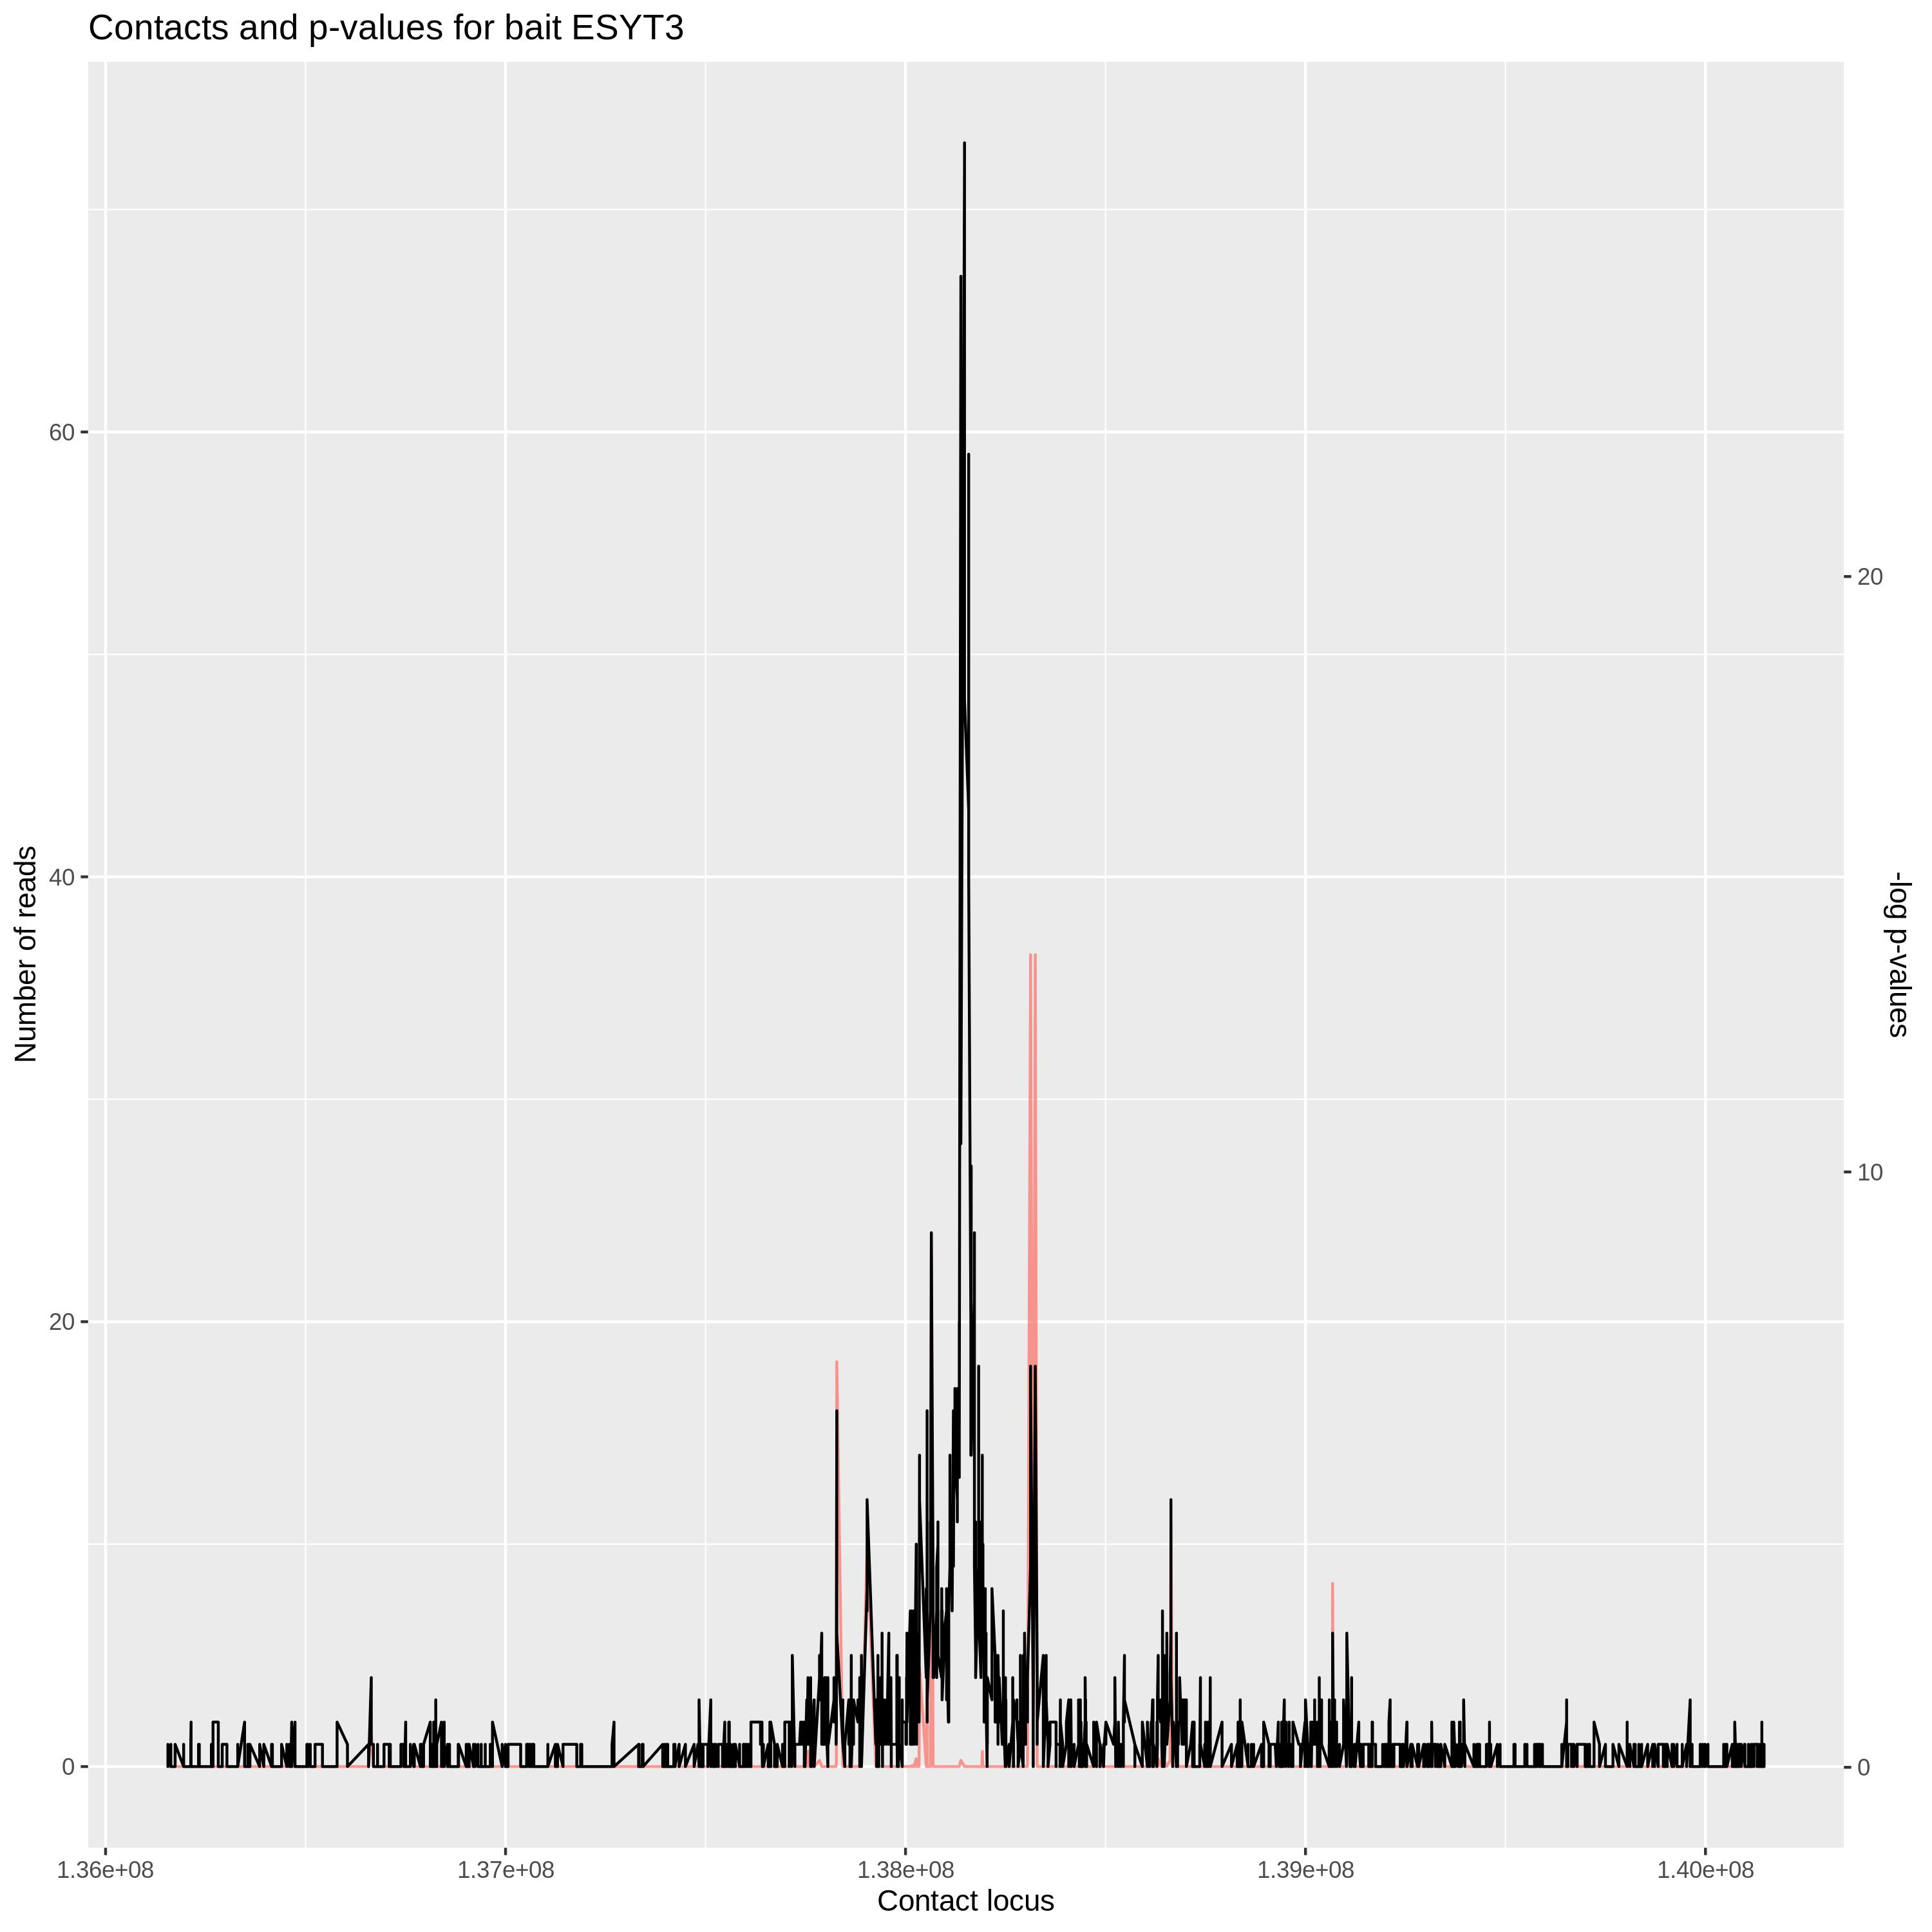 Contacts and p-values for bait ESYT3
Number of reads
60
40
20
0
20
10
0
-log p-values
1.36e+08
1.37e+08
1.38e+08
1.39e+08
1.40e+08
Contact locus